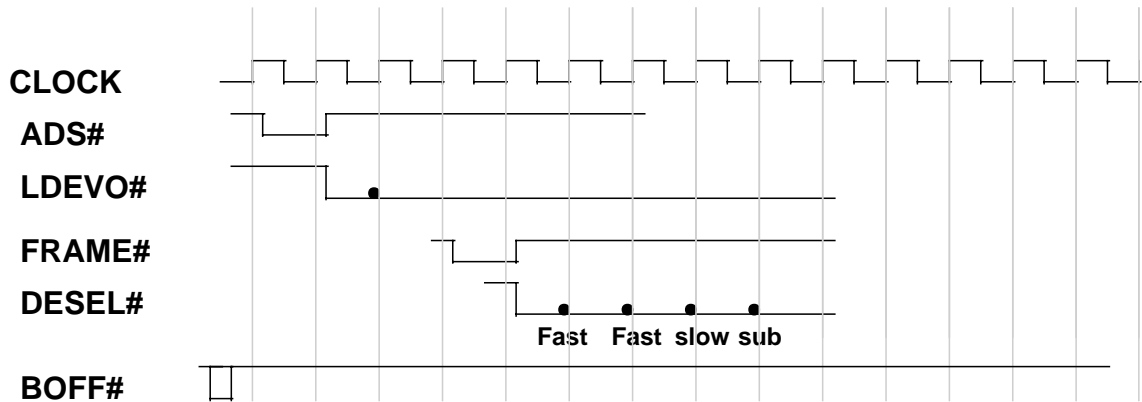 CLOCK
ADS#
LDEVO#
FRAME#
DESEL#
Fast Fast slow sub
BOFF#